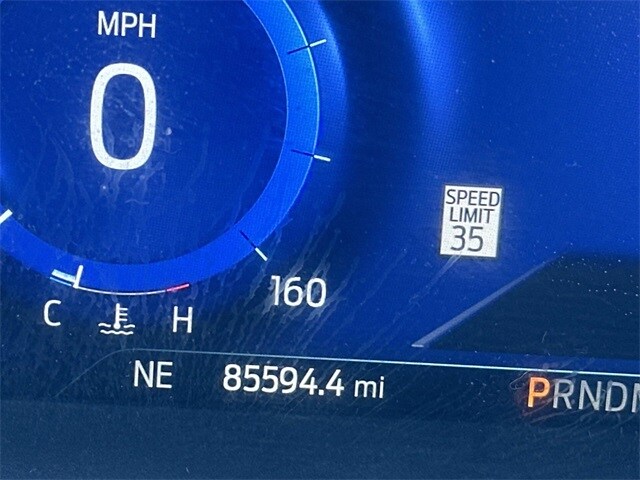 MPH
0
SPEED
LIMIT
35
160
C H
NE 85594.4 mi PRNDM